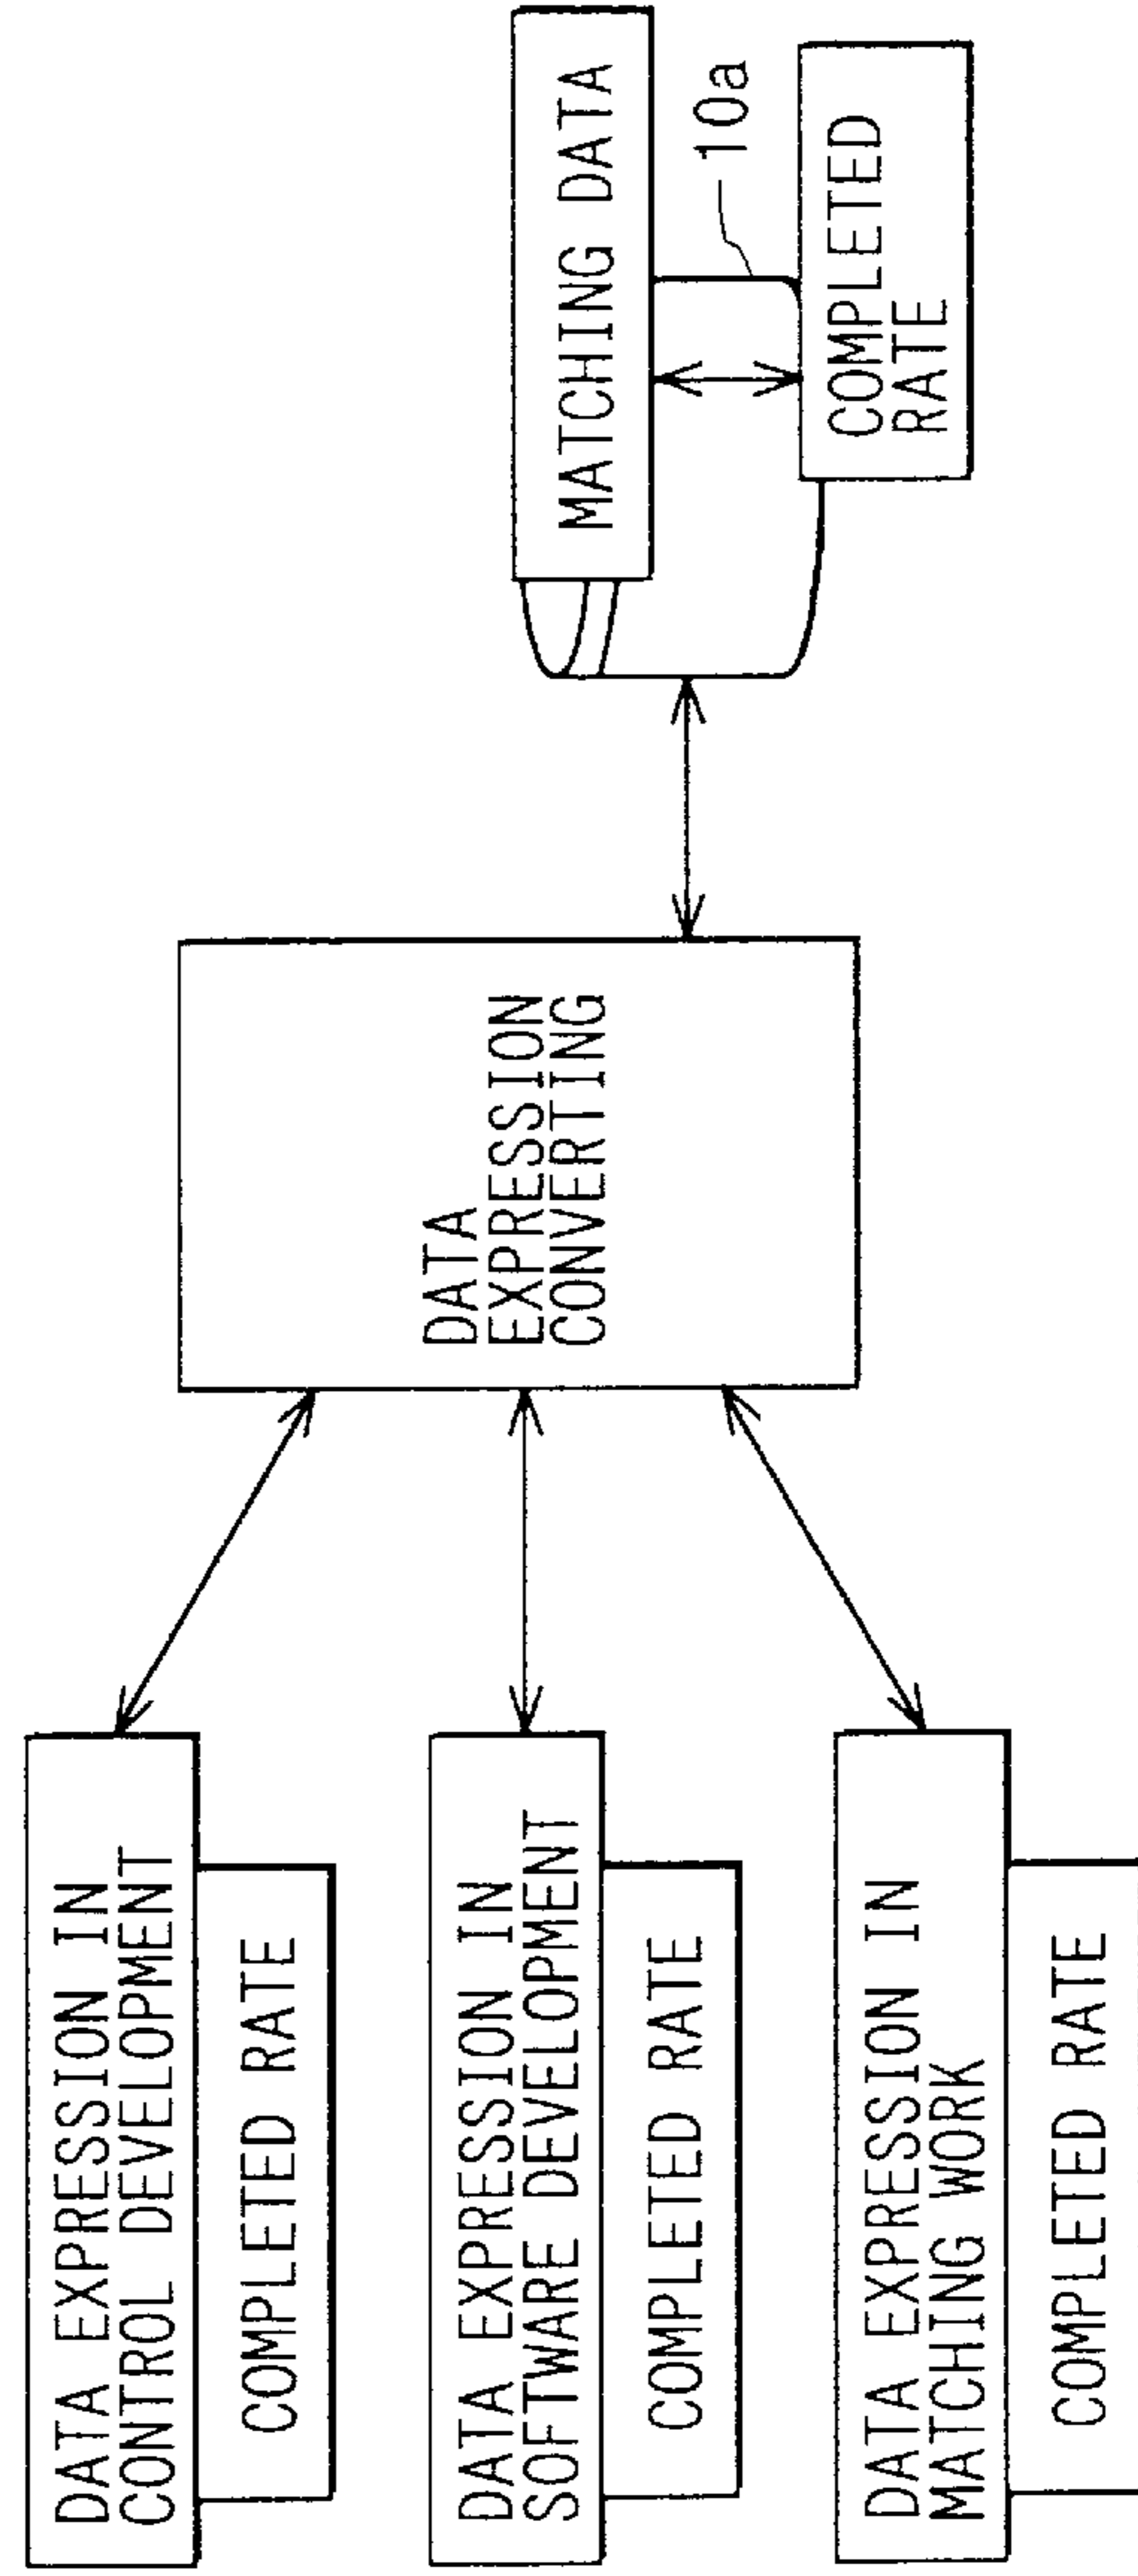 DATA EXPRESSION IN
CONTROL DEVELOPMENT
COMPLETED RATE
DATA EXPRESSION IN
SOFTWARE DEVELOPMENT
COMPLETED RATE
DATA EXPRESSION IN
MATCHING WORK
COMPLETED RATE
DATA
EXPRESSION
CONVERTING
MATCHING DATA
10a
COMPLETED
RATE